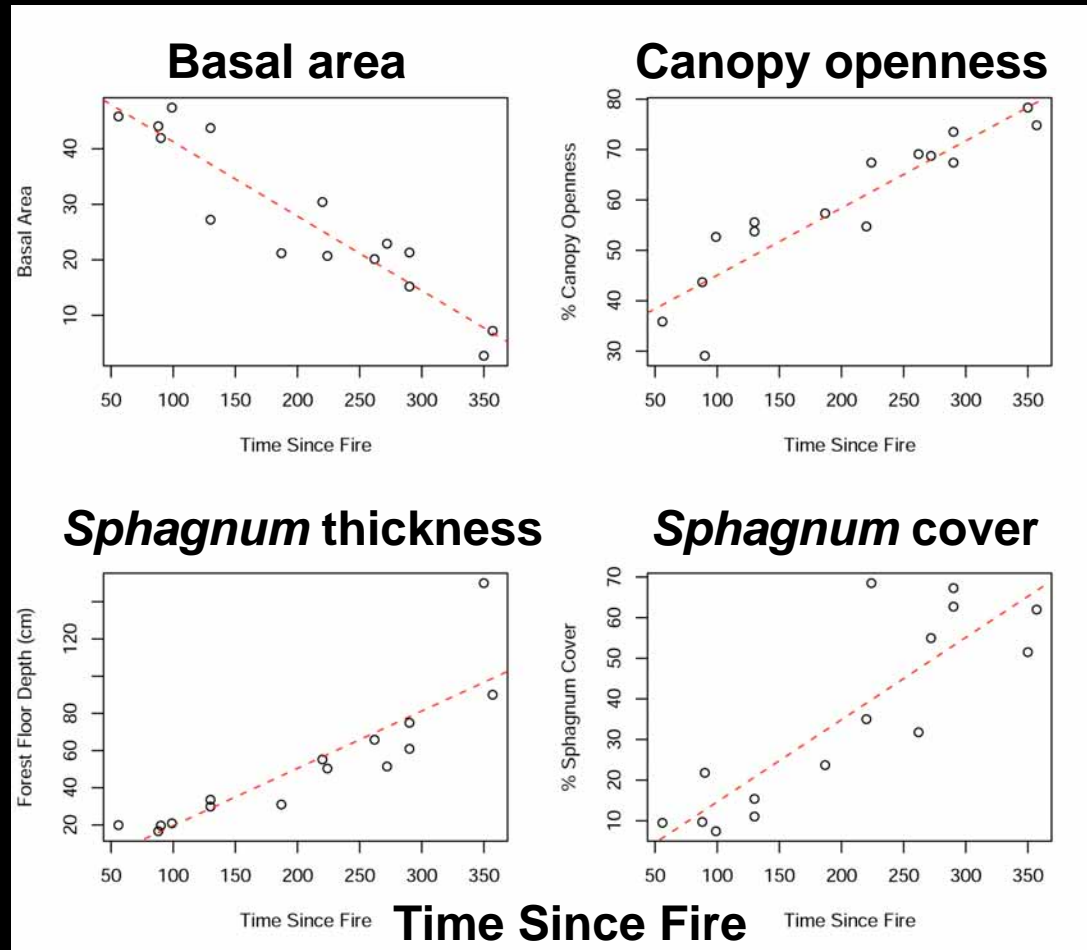 Basal area
Canopy openness
Basal Area
10 20 30 40
50 100 150 200 250 300 350
Time Since Fire
% Canopy Openness
30 40 50 60 70 80
50 100 150 200 250 300 350
Time Since Fire
Sphagnum thickness
Sphagnum cover
Forest Floor Depth (cm)
20 40 60 80 120
50 100 150 200 250 300 350
Time Since Fire
% Sphagnum Cover
10 20 30 40 50 60 70
50 100 150 200 250 300 350
Time Since Fire
Time Since Fire